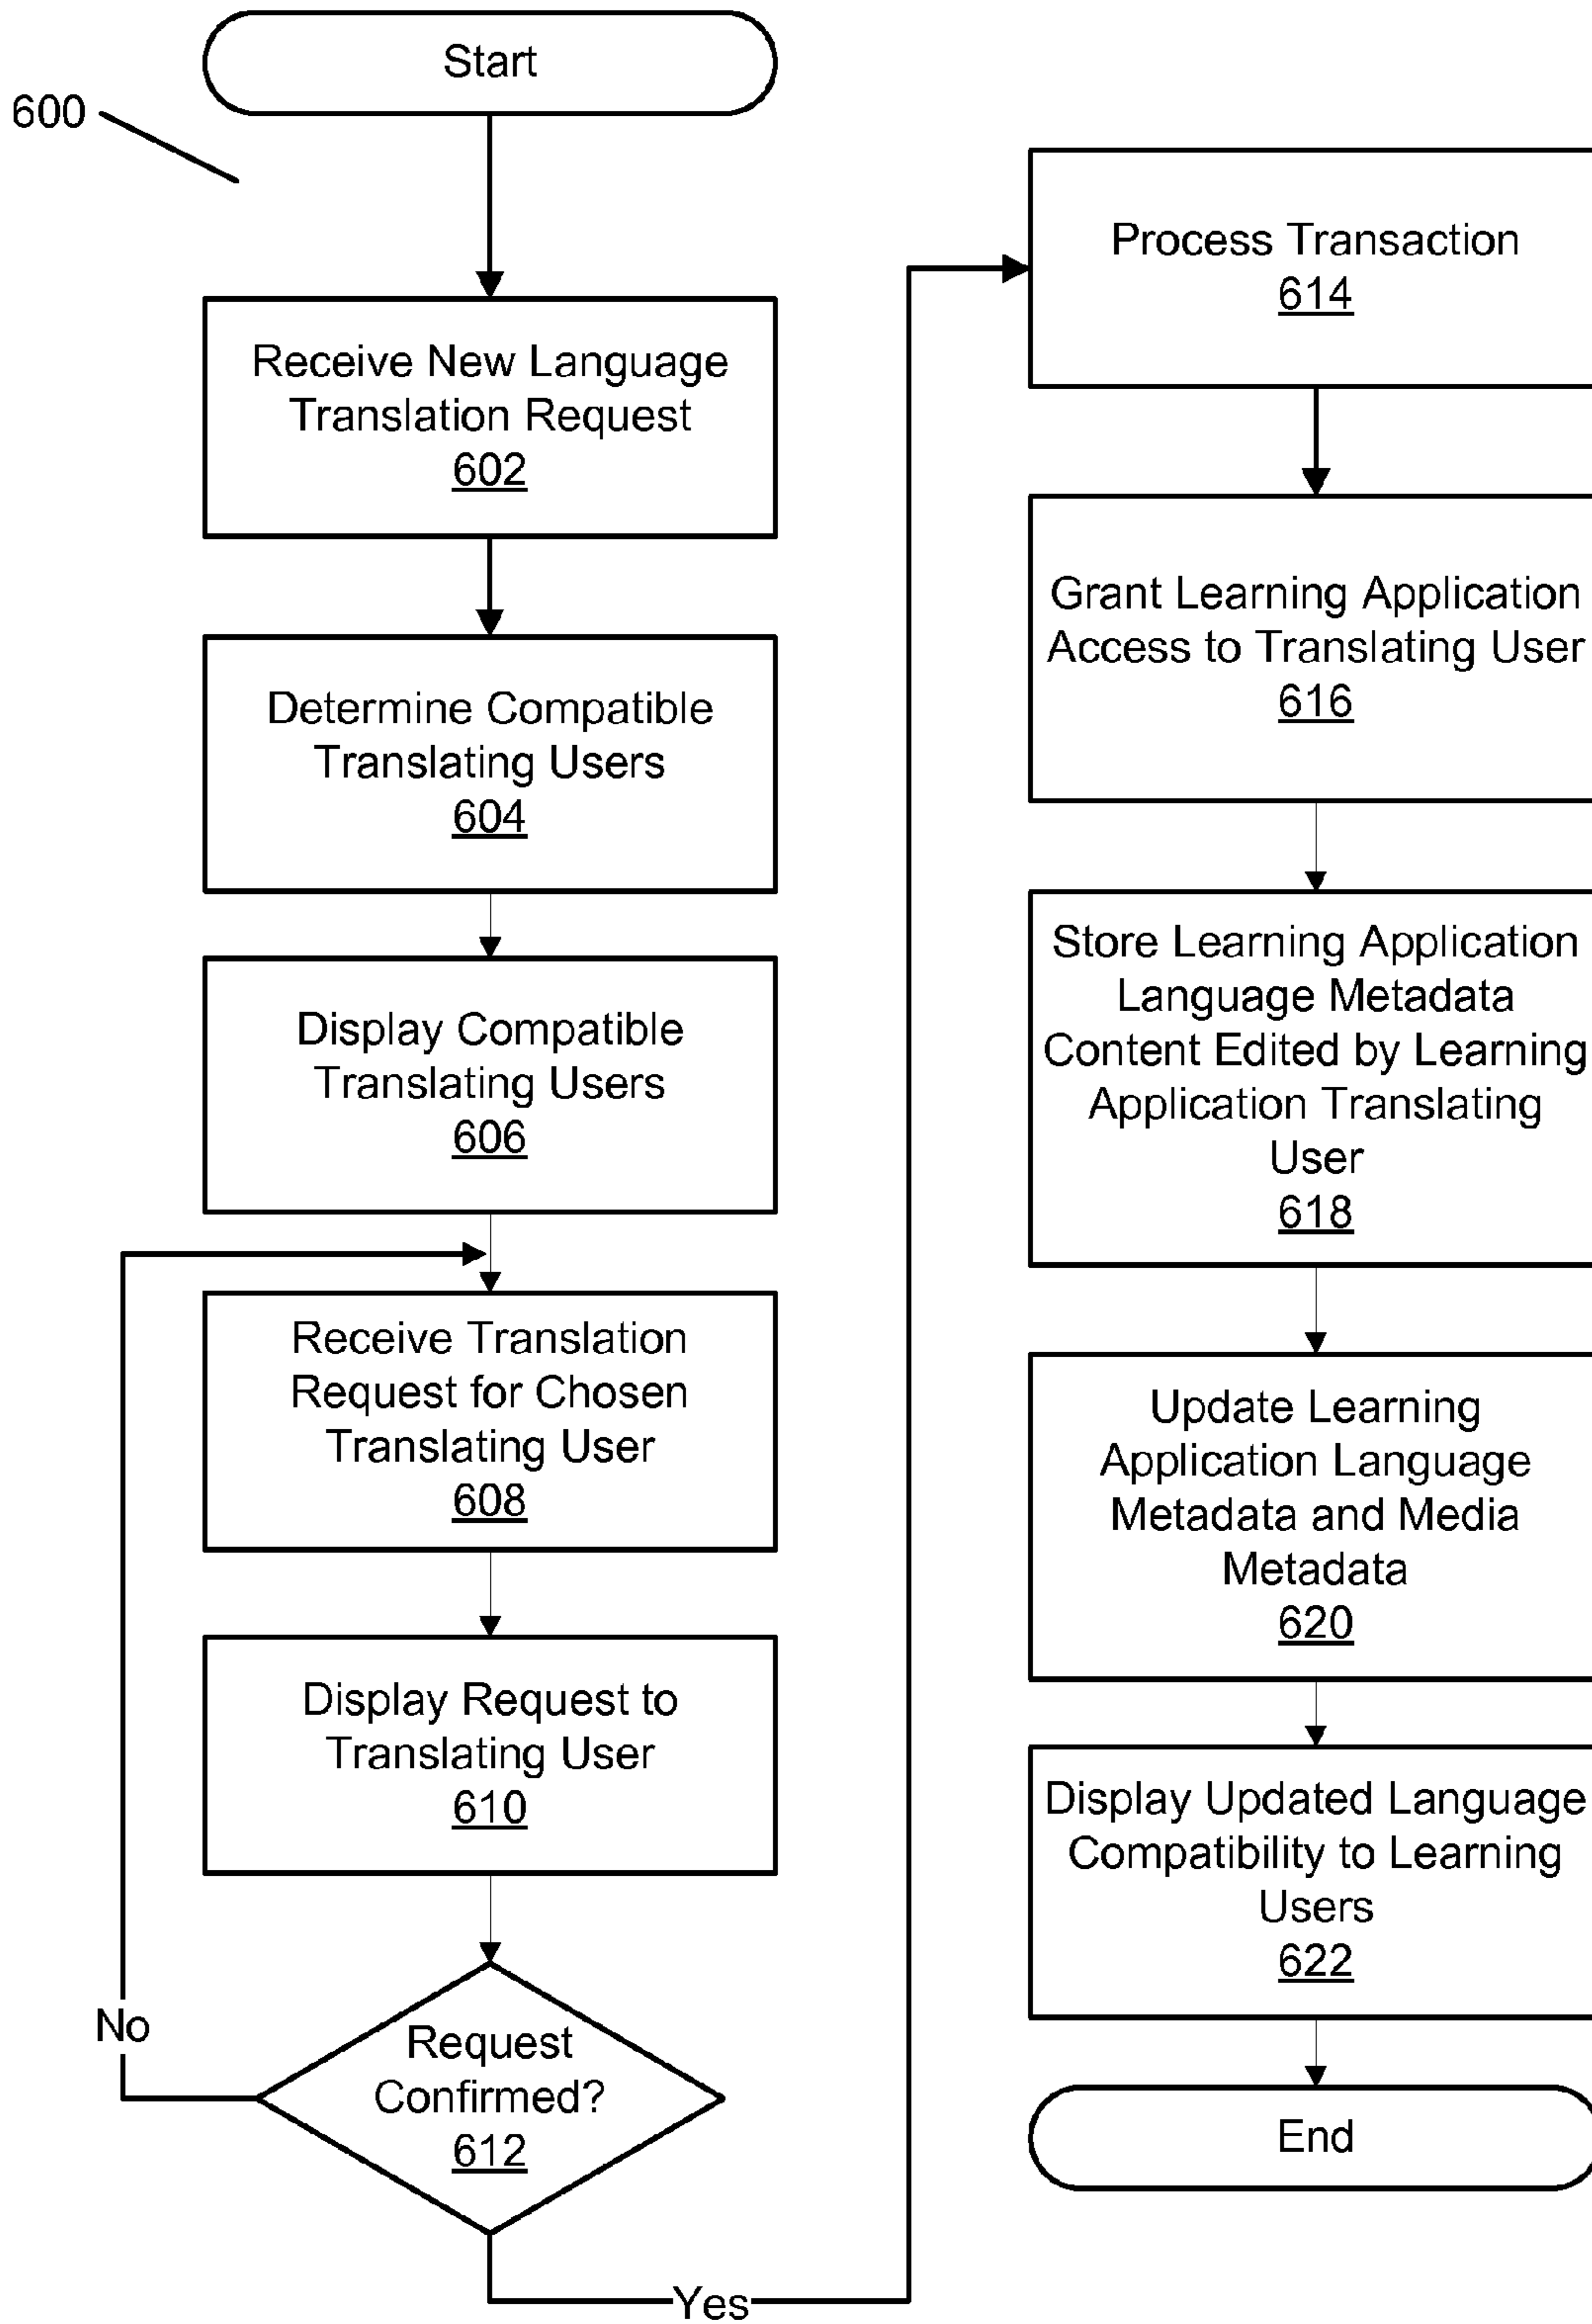 Start
600
Receive New Language
Translation Request
602
Determine Compatible
Translating Users
604
Display Compatible
Translating Users
606
Receive Translation
Request for Chosen
Translating User
608
Display Request to
Translating User
610
No
Request
Confirmed?
612
Yes
Process Transaction
614
Grant Learning Application
Access to Translating User
616
Store Learning Application
Language Metadata
Content Edited by Learning
Application Translating
User
618
Update Learning
Application Language
Metadata and Media
Metadata
620
Display Updated Language
Compatibility to Learning
Users
622
End